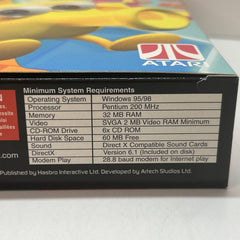 ATARI
Minimum System Requirements
Operating System Windows 95/98
Processor Pentium 200 MHz
Memory 32 MB RAM
Video SVGA 2 MB Video RAM Minimum
CD-ROM Drive 6x CD ROM
Hard Disk Space 60 MB Free
Sound Direct X Compatible Sound Cards
DirectX Version 6.1 (Included on disk)
Modem Play 28.8 baud modem for internet play
Published by Hasbro Interactive Ltd. Developed by Artech Studios Ltd.